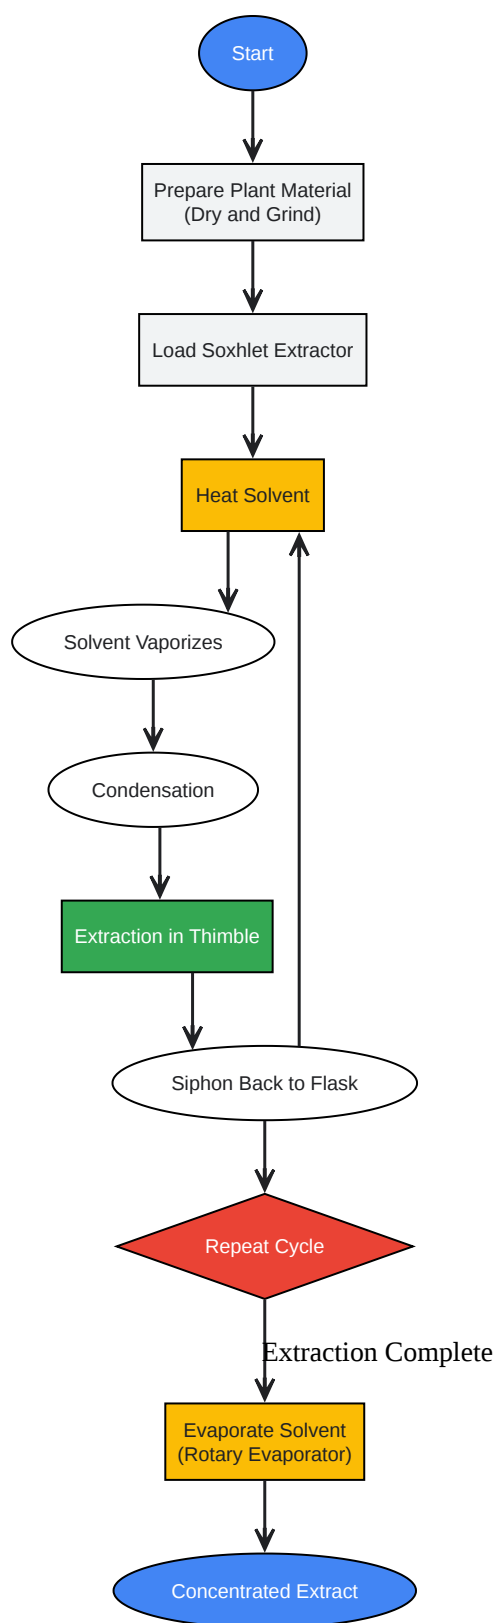 Start
Prepare Plant Material
(Dry and Grind)
Load Soxhlet Extractor
Heat Solvent
Solvent Vaporizes
Condensation
Extraction in Thimble
Siphon Back to Flask
Repeat Cycle
Extraction Complete
Evaporate Solvent
(Rotary Evaporator)
Concentrated Extract